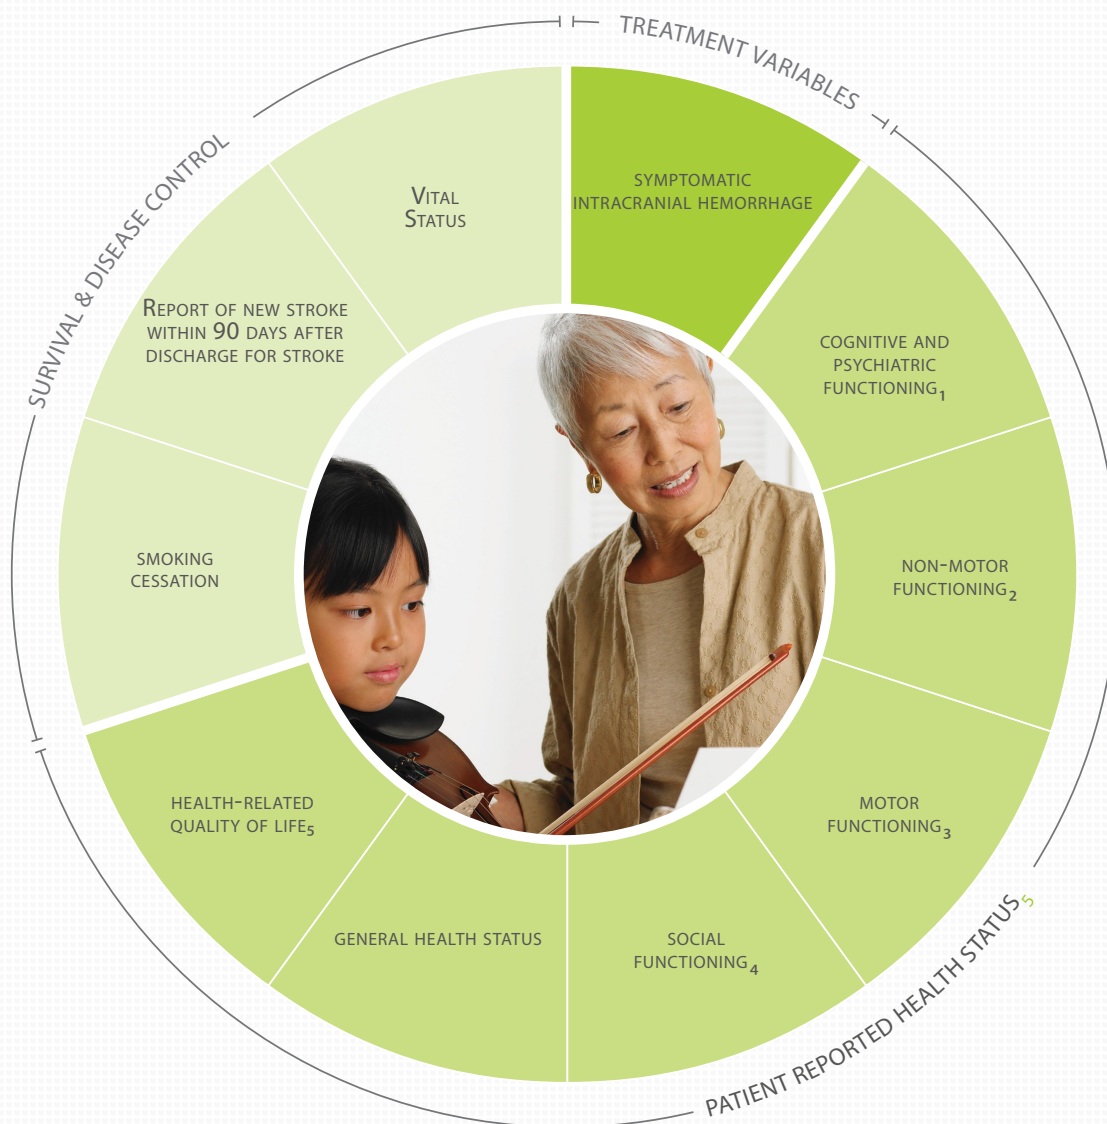 TREATMENT VARIABLES
SYMPTOMATIC
INTRACRANIAL HEMORRHAGE
COGNITIVE AND
PSYCHIATRIC
FUNCTIONING1
NON-MOTOR
FUNCTIONING2
MOTOR
FUNCTIONING3
SOCIAL
FUNCTIONING4
GENERAL HEALTH STATUS
HEALTH-RELATED
QUALITY OF LIFE5
PATIENT REPORTED HEALTH STATUS5
SMOKING
CESSATION
REPORT OF NEW STROKE
WITHIN 90 DAYS AFTER
DISCHARGE FOR STROKE
VITAL
STATUS
SURVIVAL & DISEASE CONTROL